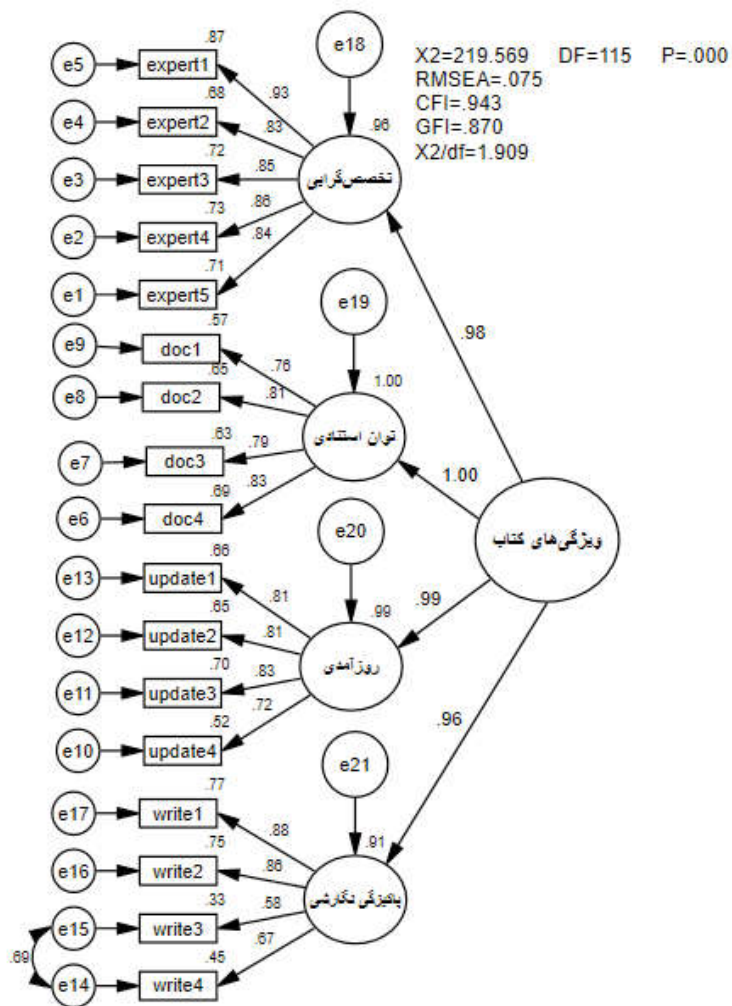 X2=219.569 DF=115 P=.000
RMSEA=.075
CFI=.943
GFI=.870
X2/df=1.909
e18
.96
تخصص‌گرایی
e5
expert1
.87
.93
e4
expert2
.68
.83
e3
expert3
.72
.85
e2
expert4
.73
.86
e1
expert5
.71
.84
.98
e19
1.00
توان استنادی
e9
doc1
.57
.76
e8
doc2
.65
.81
e7
doc3
.63
.79
e6
doc4
.69
.83
1.00
ویژگی‌های کتاب
e20
.99
روزآمدی
e13
update1
.66
.81
e12
update2
.65
.81
e11
update3
.70
.83
e10
update4
.52
.72
.99
e21
.91
پاکیزگی نگارشی
e17
write1
.77
.88
e16
write2
.75
.86
e15
write3
.33
.58
e14
write4
.45
.67
.69
.96